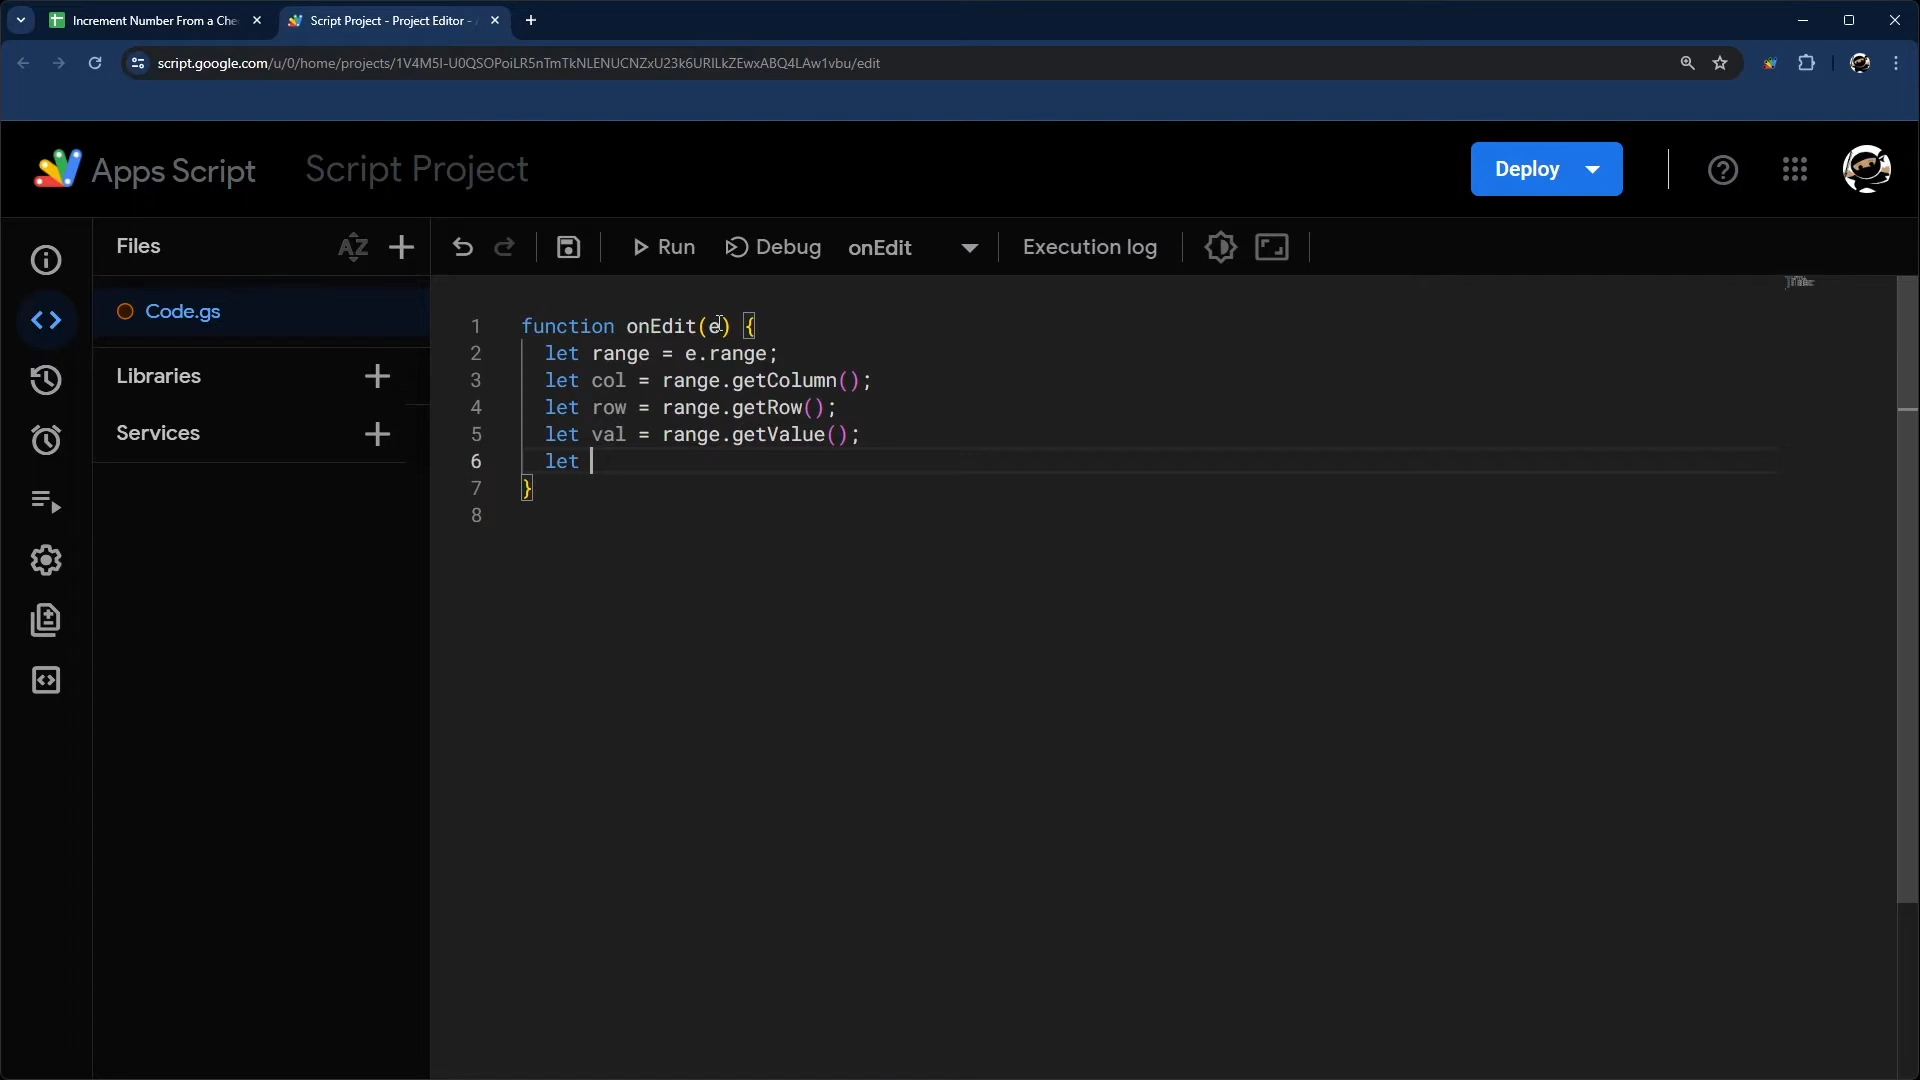 Increment Number From a Che
Script Project - Project Editor -
script.google.com/u/0/home/projects/1V4M5I-U0QSOPoiLR5nTmTkNLENUCNZxU23k6URlLkZEwxABQ4LAw1vbu/edit
Apps Script
Script Project
Deploy
Files
AZ
Run
Debug
onEdit
Execution log
Code.gs
Libraries
Services
1 function onEdit(e) {
2 let range = e.range;
3 let col = range.getColumn();
4 let row = range.getRow();
5 let val = range.getValue();
6 let
7 }
8